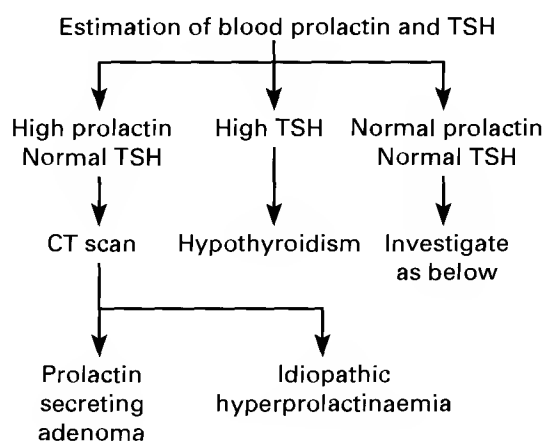 Estimation of blood prolactin and TSH
High prolactin
Normal TSH
High TSH
Normal prolactin
Normal TSH
CT scan
Hypothyroidism
Investigate
as below
Prolactin
secreting
adenoma
Idiopathic
hyperprolactinaemia